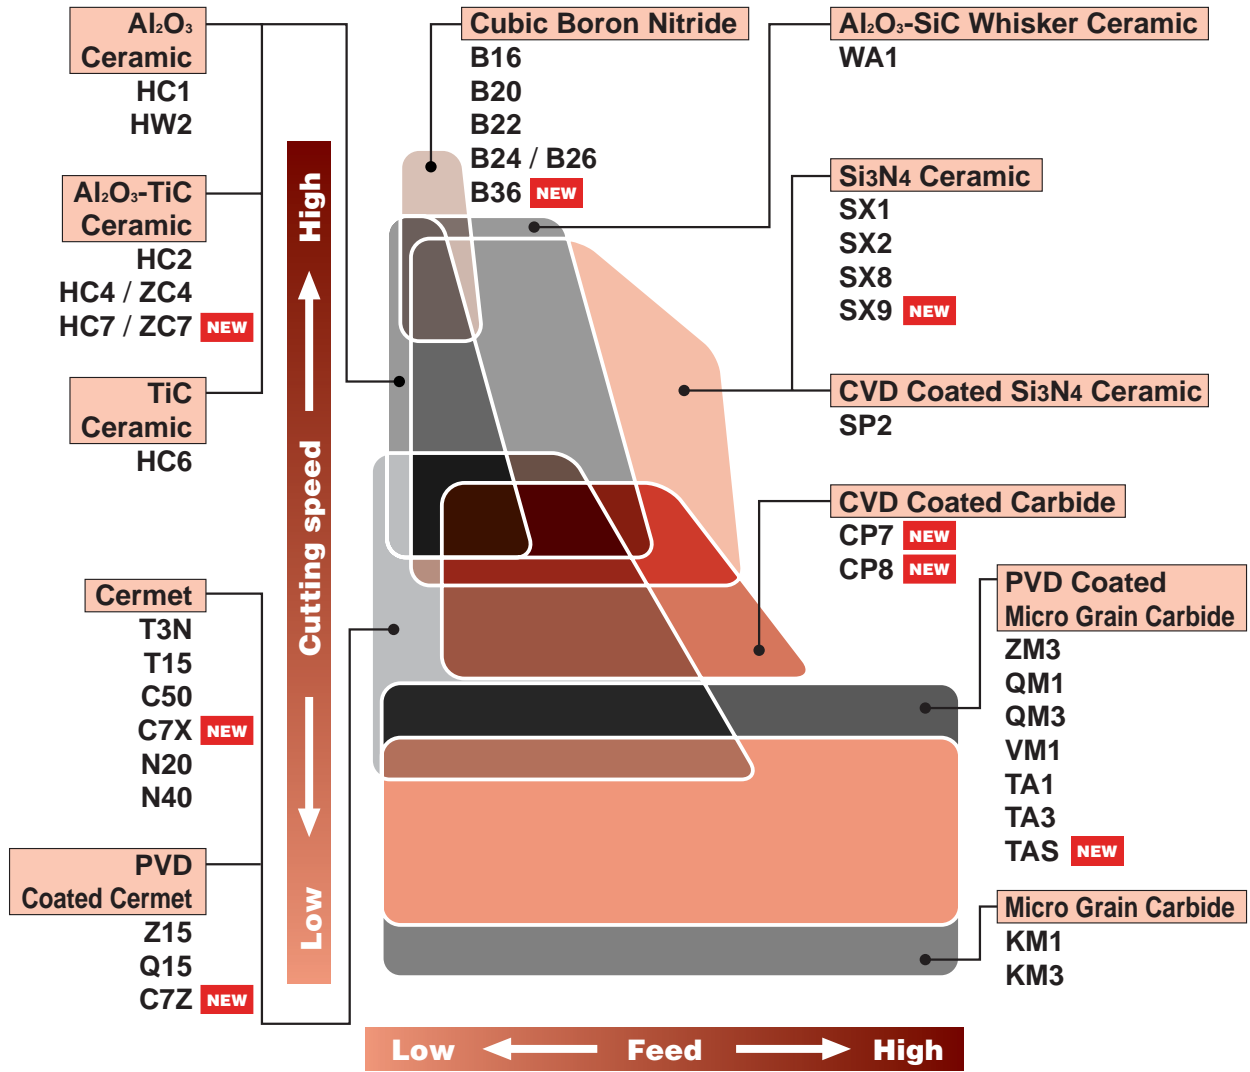 Al₂O₃
Ceramic
HC1
HW2
Al₂O₃-TiC
Ceramic
HC2
HC4 / ZC4
HC7 / ZC7 NEW
TiC
Ceramic
HC6
Cermet
T3N
T15
C50
C7X NEW
N20
N40
PVD
Coated Cermet
Z15
Q15
C7Z NEW
High
Cutting speed
Low
Cubic Boron Nitride
B16
B20
B22
B24 / B26
B36 NEW
Al₂O₃-SiC Whisker Ceramic
WA1
Si3N4 Ceramic
SX1
SX2
SX8
SX9 NEW
CVD Coated Si3N4 Ceramic
SP2
CVD Coated Carbide
CP7 NEW
CP8 NEW
PVD Coated
Micro Grain Carbide
ZM3
QM1
QM3
VM1
TA1
TA3
TAS NEW
Micro Grain Carbide
KM1
KM3
Low Feed High